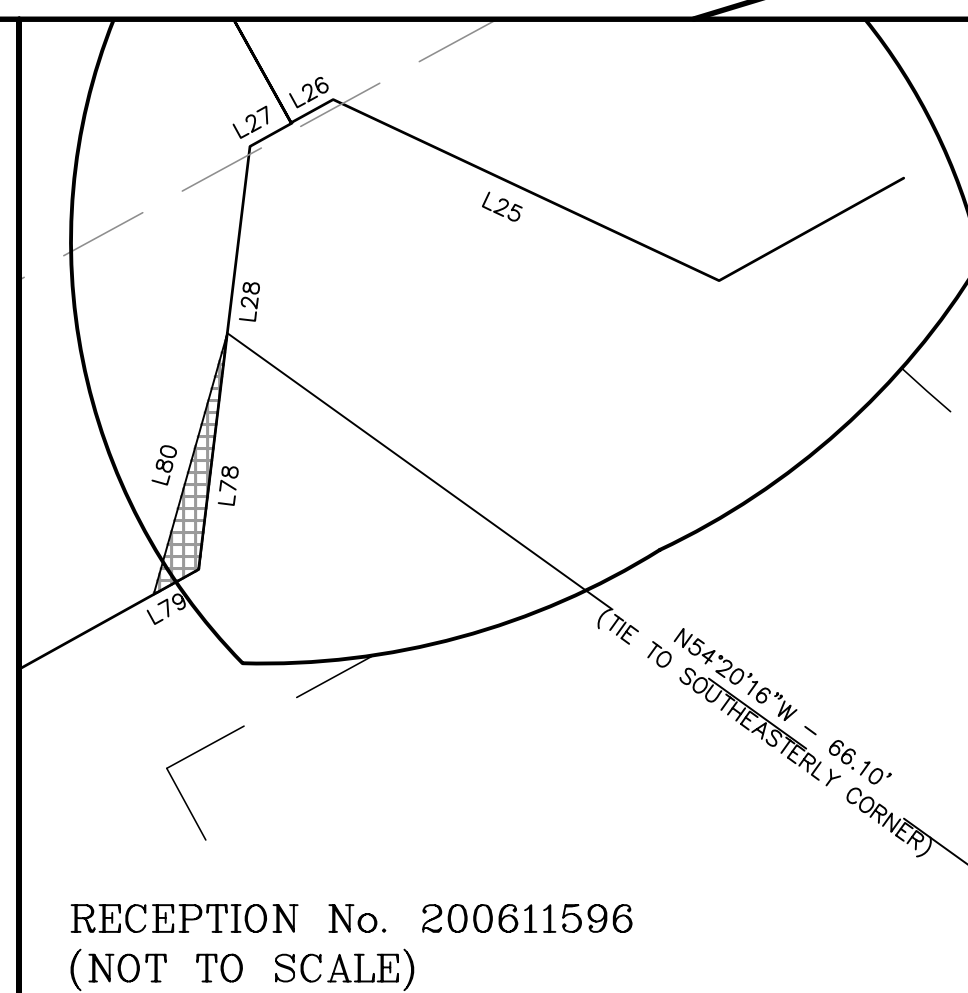 L26
L27
L25
L28
L80
L78
L79
N54°20'16"W – 66.10'
(TIE TO SOUTHEASTERLY CORNER)
RECEPTION No. 200611596
(NOT TO SCALE)